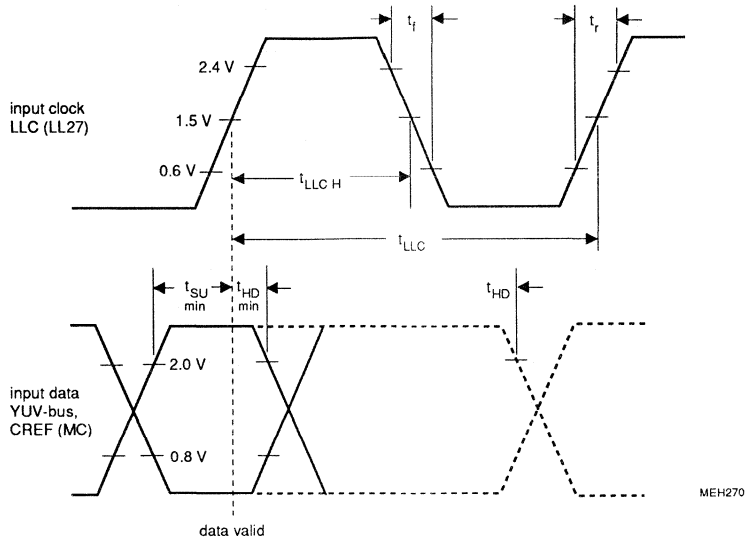 t_f
t_r
2.4 V
input clock
LLC (LL27)
1.5 V
0.6 V
t_LLC H
t_LLC
t_SU
min
t_HD
min
t_HD
2.0 V
input data
YUV-bus,
CREF (MC)
0.8 V
MEH270
data valid